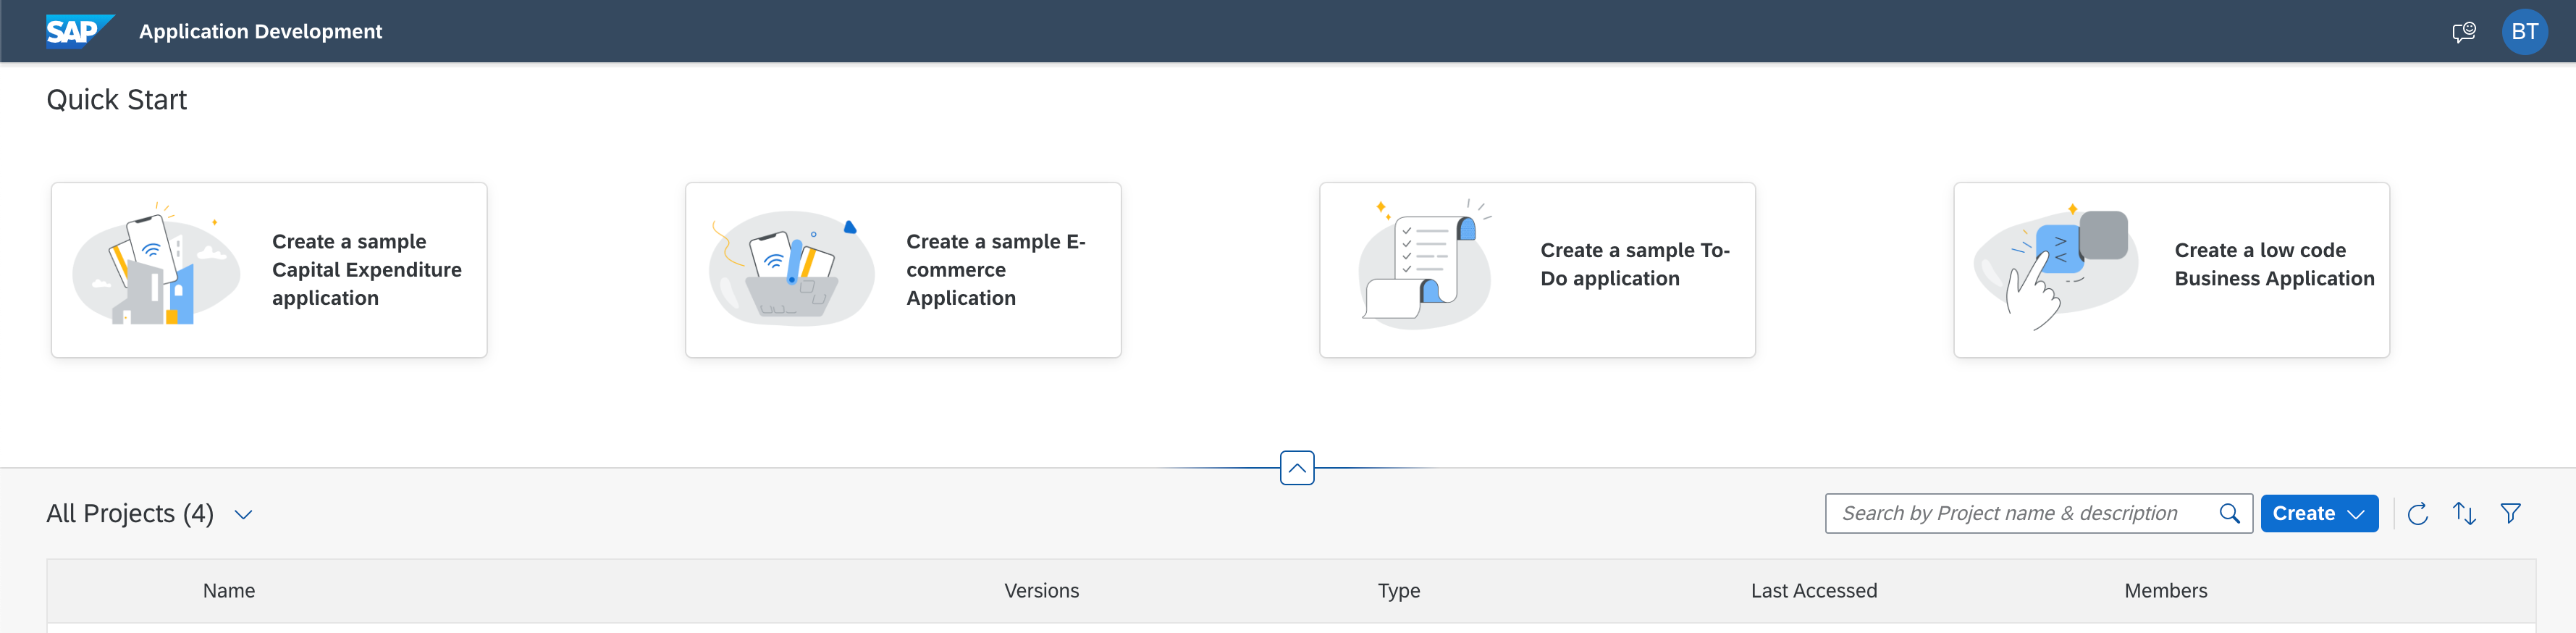 SAP Application Development
BT
Quick Start
Create a sample
Capital Expenditure
application
Create a sample E-
commerce
Application
Create a sample To-
Do application
Create a low code
Business Application
All Projects (4)
Search by Project name & description
Create
Name Versions Type Last Accessed Members